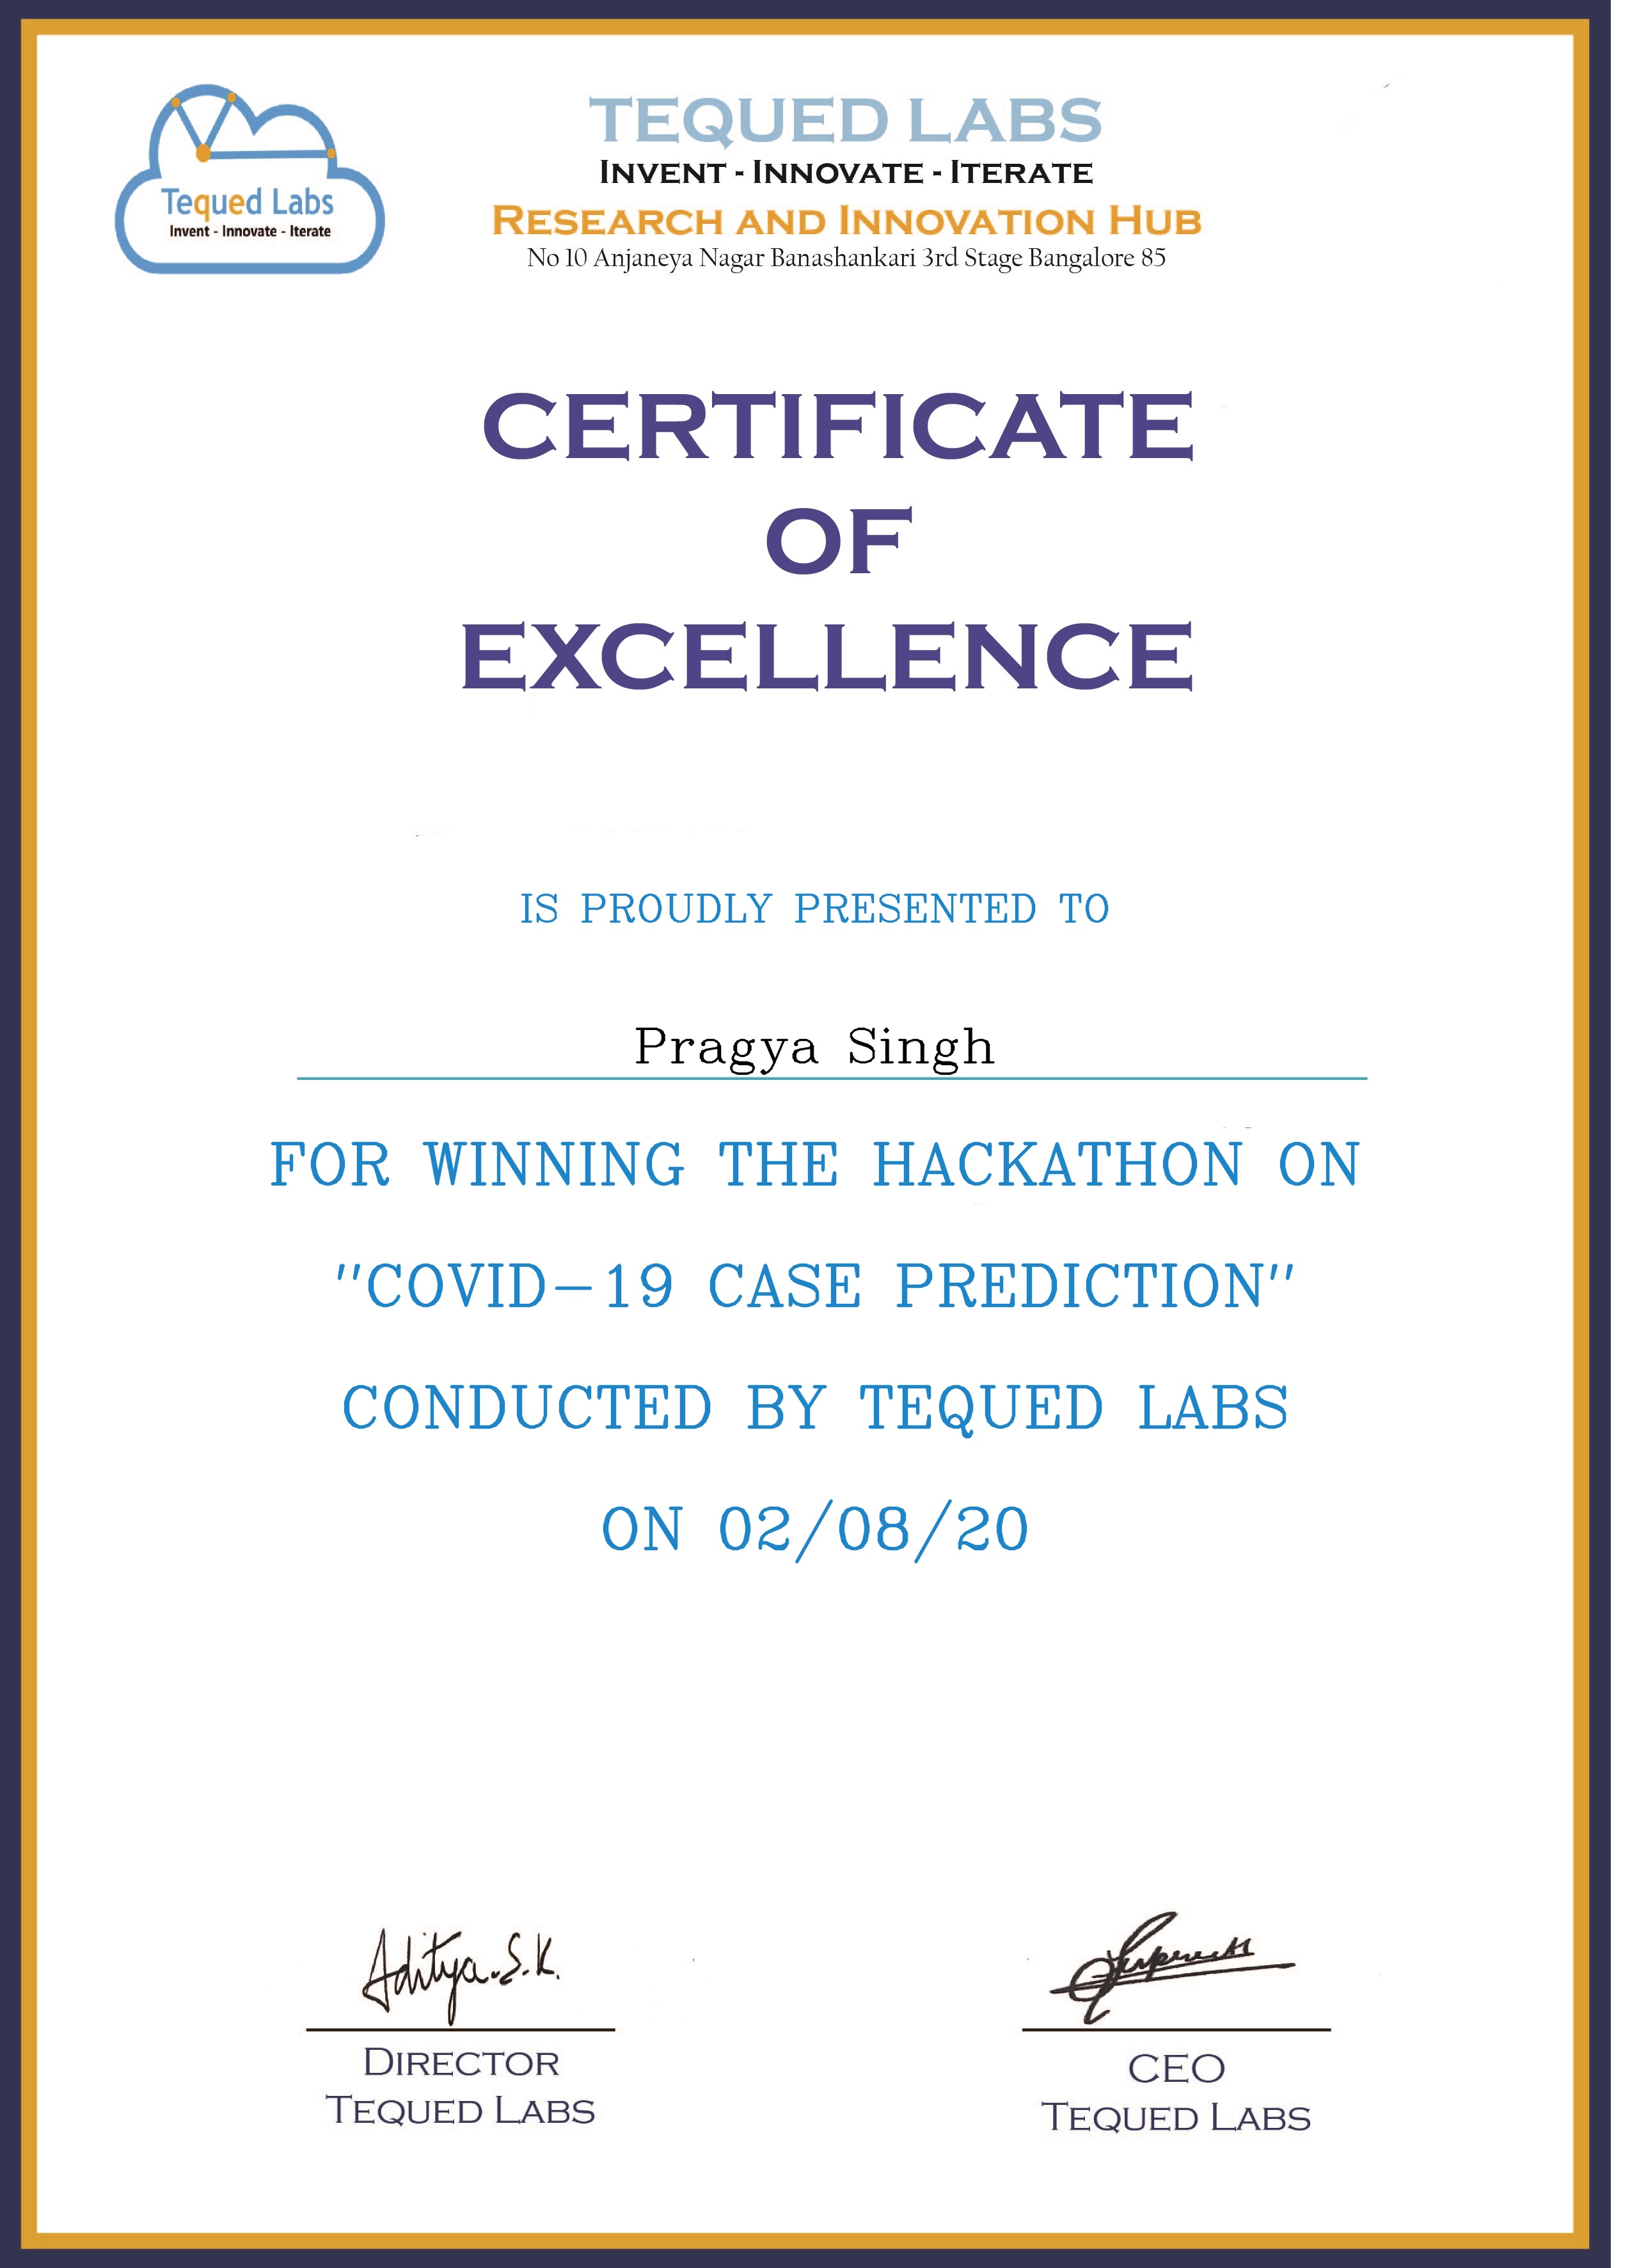 Tequed Labs
Invent - Innovate - Iterate
TEQUED LABS
INVENT - INNOVATE - ITERATE
RESEARCH AND INNOVATION HUB
No 10 Anjaneya Nagar Banashankari 3rd Stage Bangalore 85
CERTIFICATE
OF
EXCELLENCE
IS PROUDLY PRESENTED TO
Pragya Singh
FOR WINNING THE HACKATHON ON
"COVID-19 CASE PREDICTION"
CONDUCTED BY TEQUED LABS
ON 02/08/20
Aditya.S.K.
DIRECTOR
TEQUED LABS
CEO
TEQUED LABS